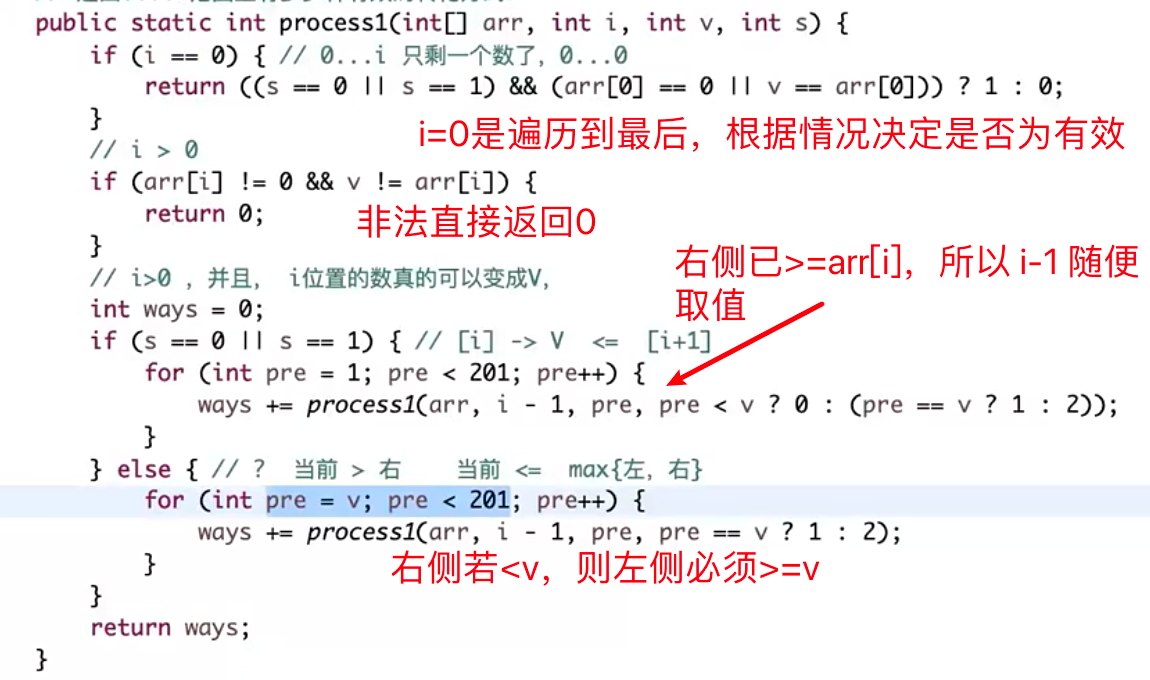 public static int process1(int[] arr, int i, int v, int s) {
if (i == 0) { // 0...i 只剩一个数了，0...0
return ((s == 0 || s == 1) && (arr[0] == 0 || v == arr[0])) ? 1 : 0;
}
i=0是遍历到最后，根据情况决定是否为有效
// i > 0
if (arr[i] != 0 && v != arr[i]) {
return 0;
非法直接返回0
}
右侧已>=arr[i]，所以 i-1 随便
取值
// i>0 ，并且， i位置的数真的可以变成V，
int ways = 0;
if (s == 0 || s == 1) { // [i] -> V <= [i+1]
for (int pre = 1; pre < 201; pre++) {
ways += process1(arr, i - 1, pre, pre < v ? 0 : (pre == v ? 1 : 2));
}
} else { // ? 当前 > 右 当前 <= max{左，右}
for (int pre = v; pre < 201; pre++) {
ways += process1(arr, i - 1, pre, pre == v ? 1 : 2);
}
右侧若<v，则左侧必须>=v
}
return ways;
}